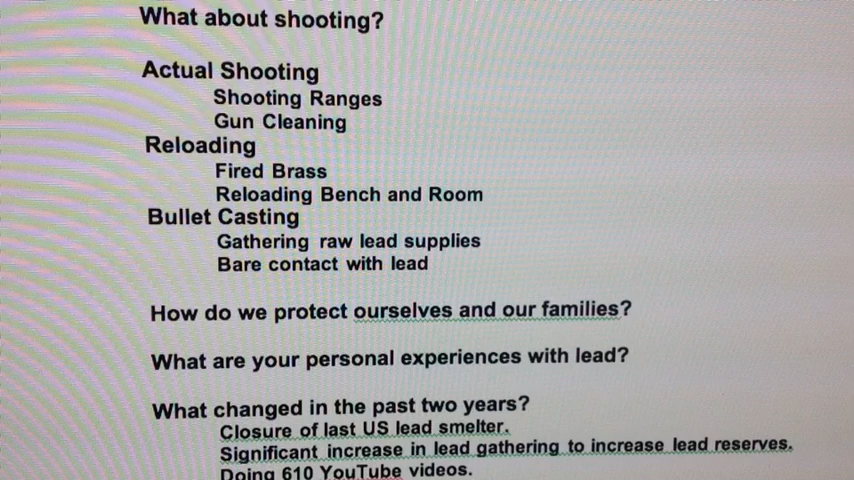 What about shooting?
Actual Shooting
Shooting Ranges
Gun Cleaning
Reloading
Fired Brass
Reloading Bench and Room
Bullet Casting
Gathering raw lead supplies
Bare contact with lead
How do we protect ourselves and our families?
What are your personal experiences with lead?
What changed in the past two years?
Closure of last US lead smelter.
Significant increase in lead gathering to increase lead reserves.
Doing 610 YouTube videos.